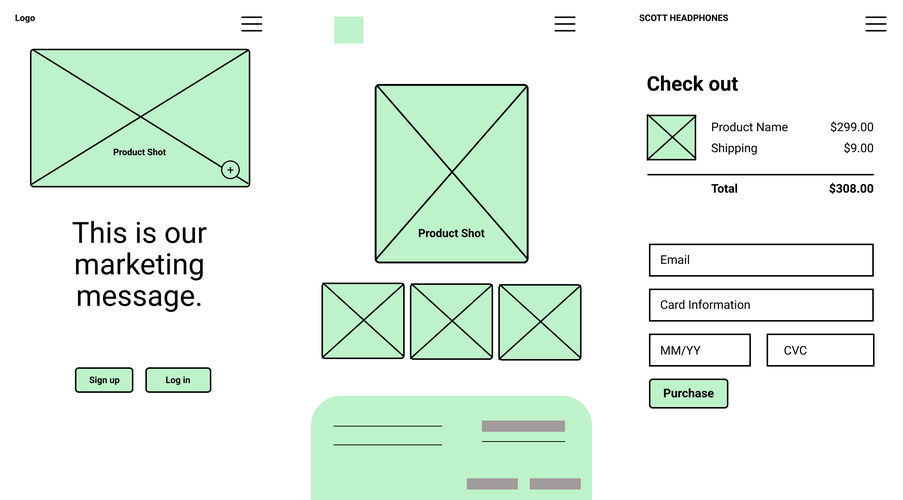 Logo
Product Shot
+
This is our
marketing
message.
Sign up
Log in
Product Shot
SCOTT HEADPHONES
Check out
Product Name $299.00
Shipping $9.00
Total $308.00
Email
Card Information
MM/YY
CVC
Purchase